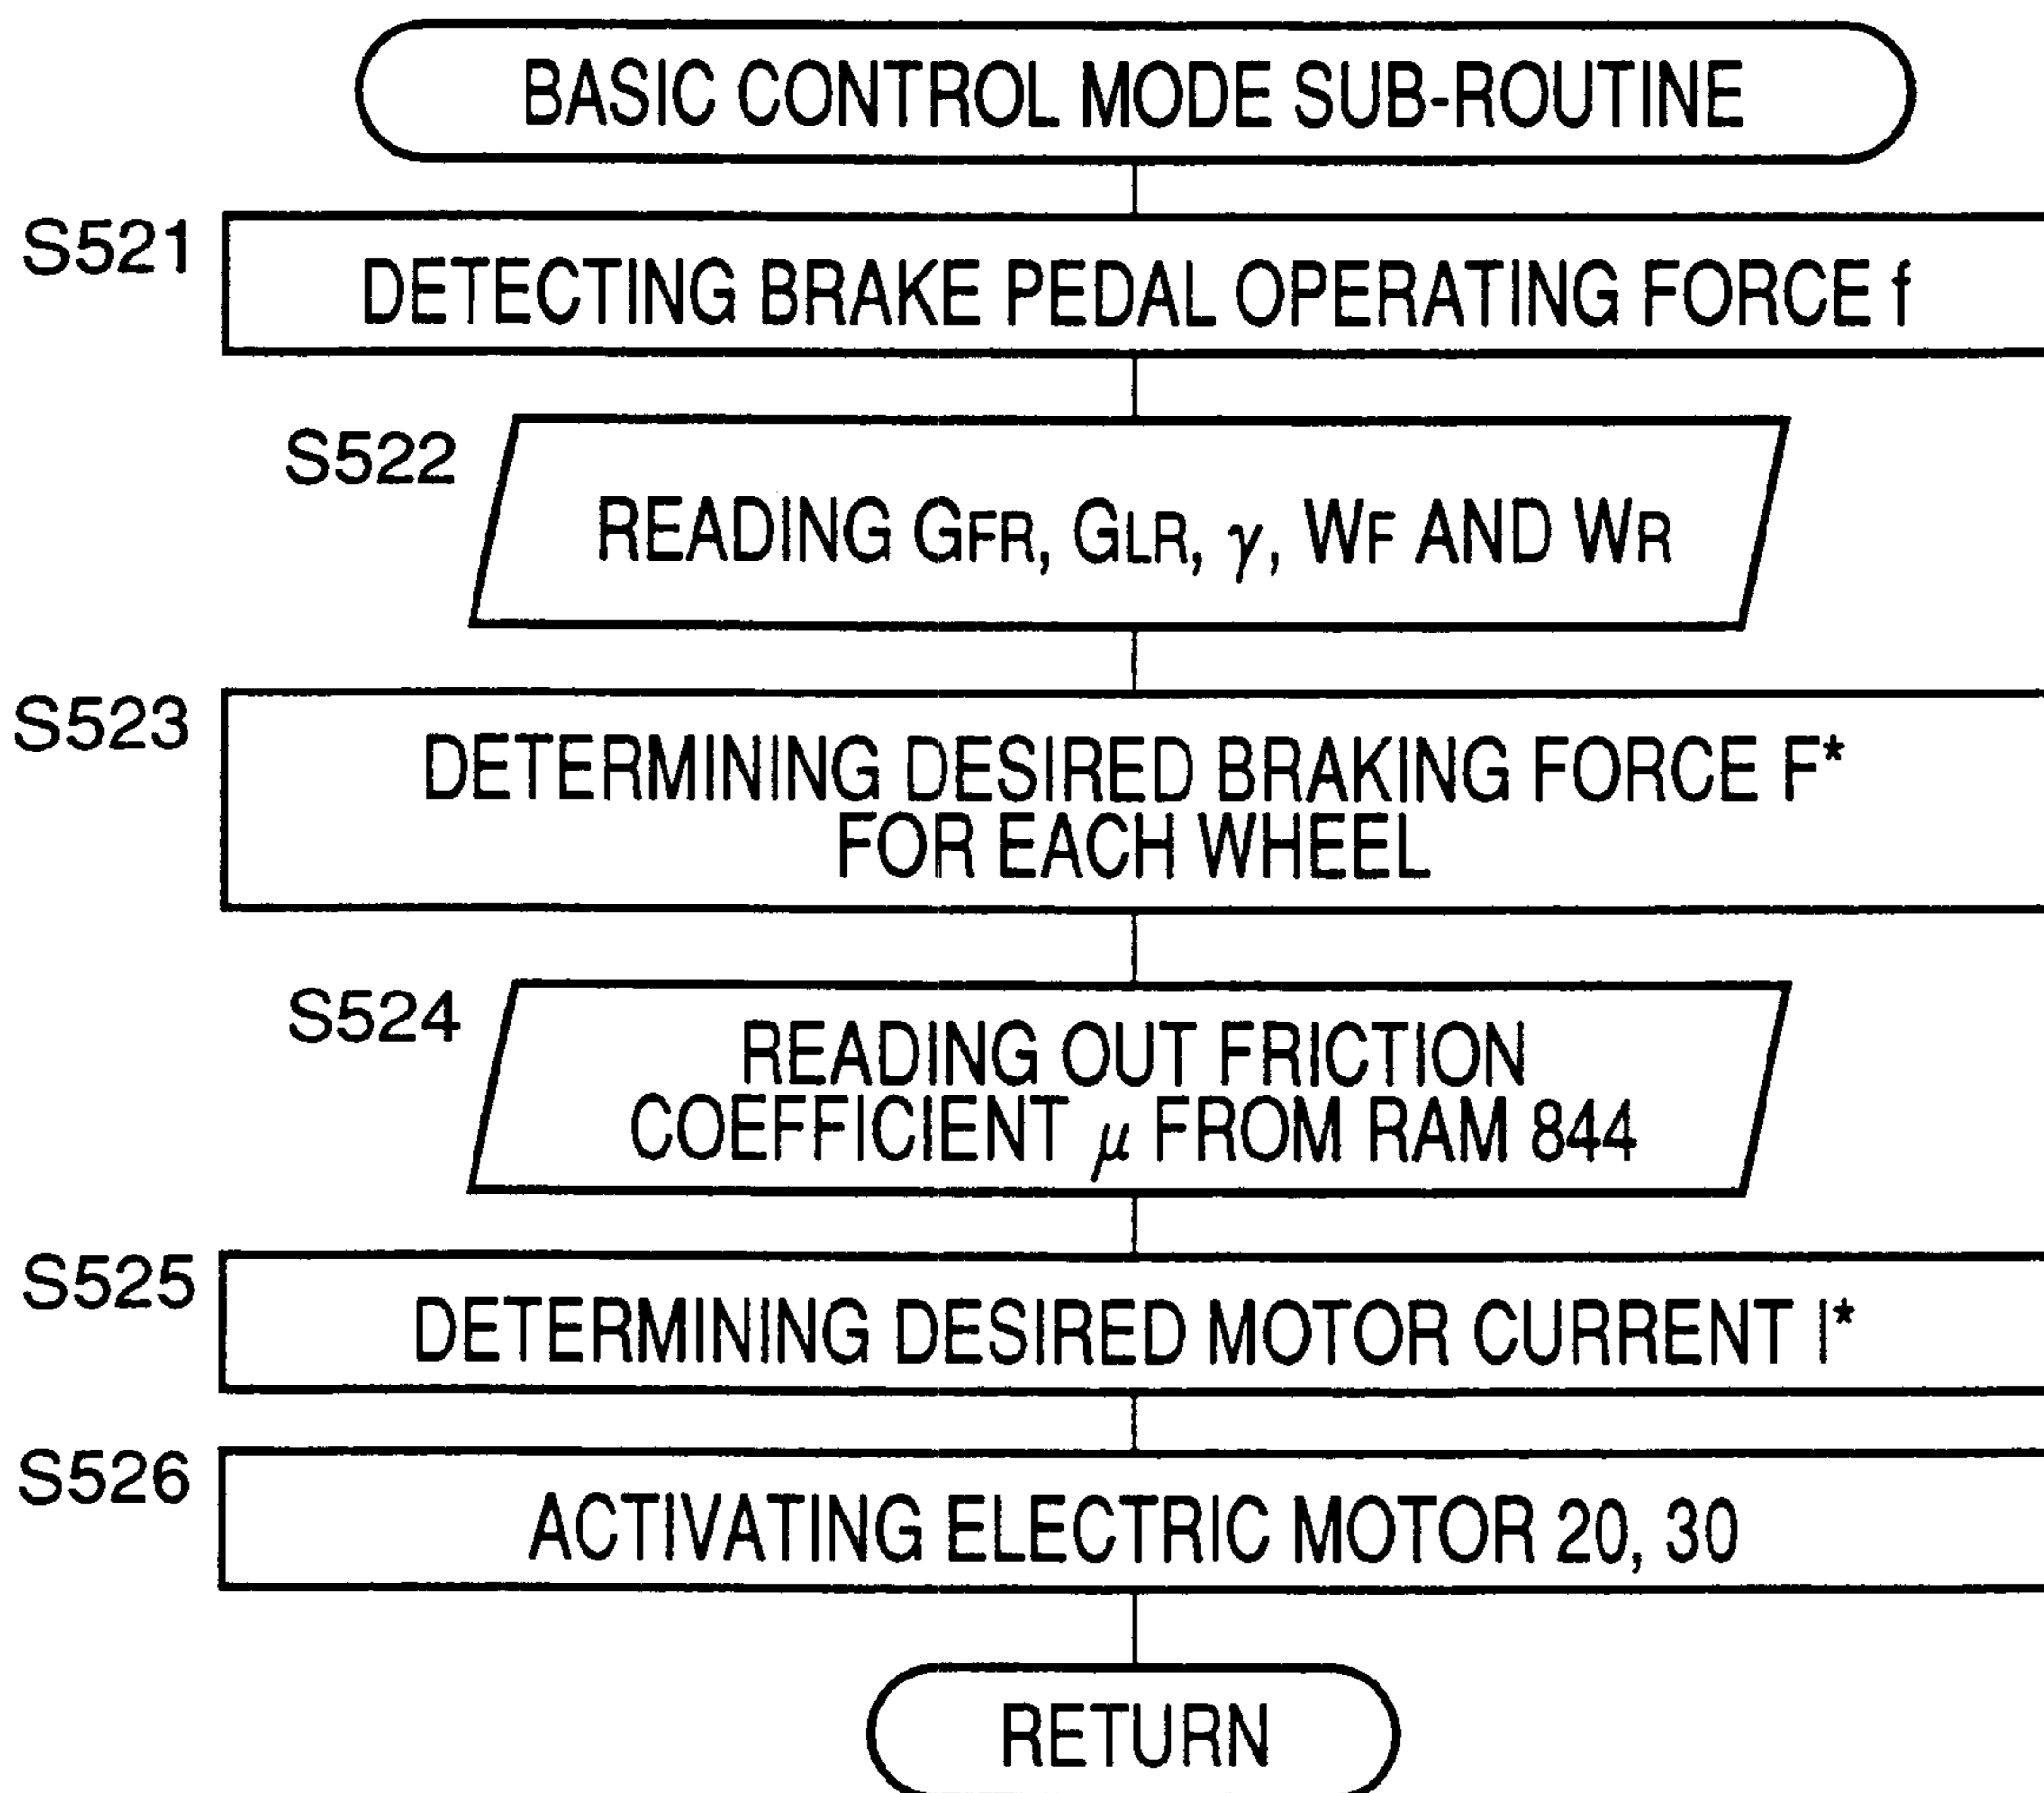 BASIC CONTROL MODE SUB-ROUTINE
S521
DETECTING BRAKE PEDAL OPERATING FORCE f
S522
READING GFR, GLR, γ, WF AND WR
S523
DETERMINING DESIRED BRAKING FORCE F*
FOR EACH WHEEL
S524
READING OUT FRICTION
COEFFICIENT μ FROM RAM 844
S525
DETERMINING DESIRED MOTOR CURRENT I*
S526
ACTIVATING ELECTRIC MOTOR 20, 30
RETURN